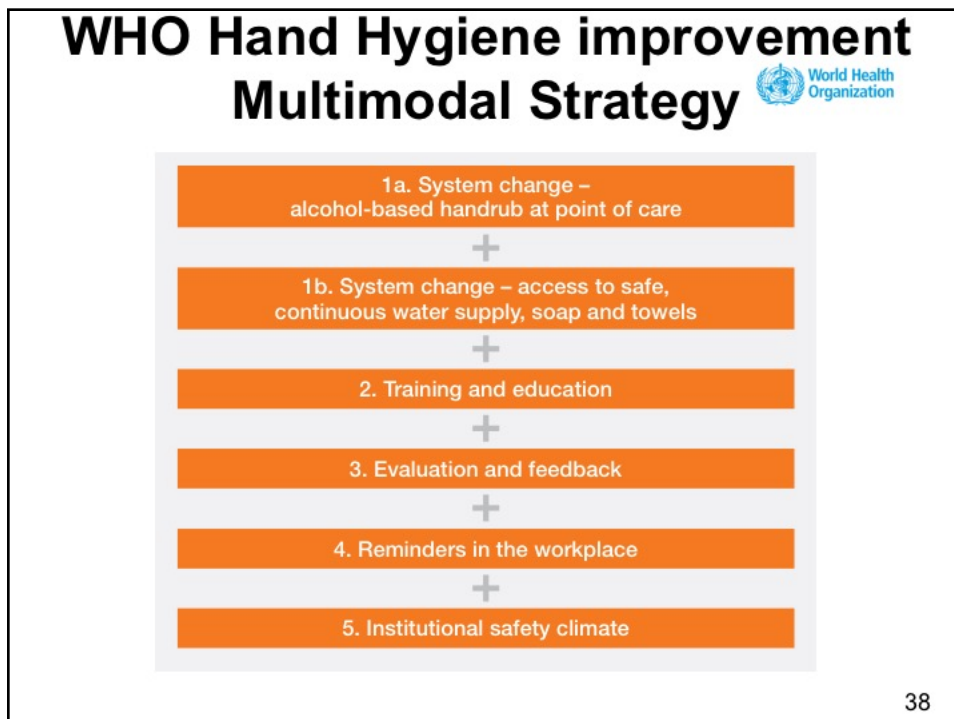 WHO Hand Hygiene improvement
Multimodal Strategy
World Health
Organization
1a. System change –
alcohol-based handrub at point of care
+
1b. System change – access to safe,
continuous water supply, soap and towels
+
2. Training and education
+
3. Evaluation and feedback
+
4. Reminders in the workplace
+
5. Institutional safety climate
38